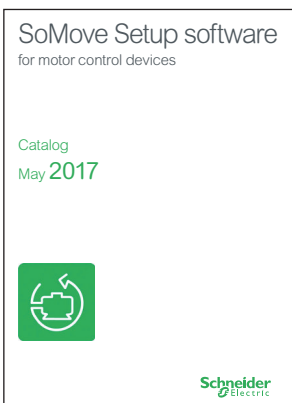 SoMove Setup software
for motor control devices
Catalog
May 2017
Schneider
Electric